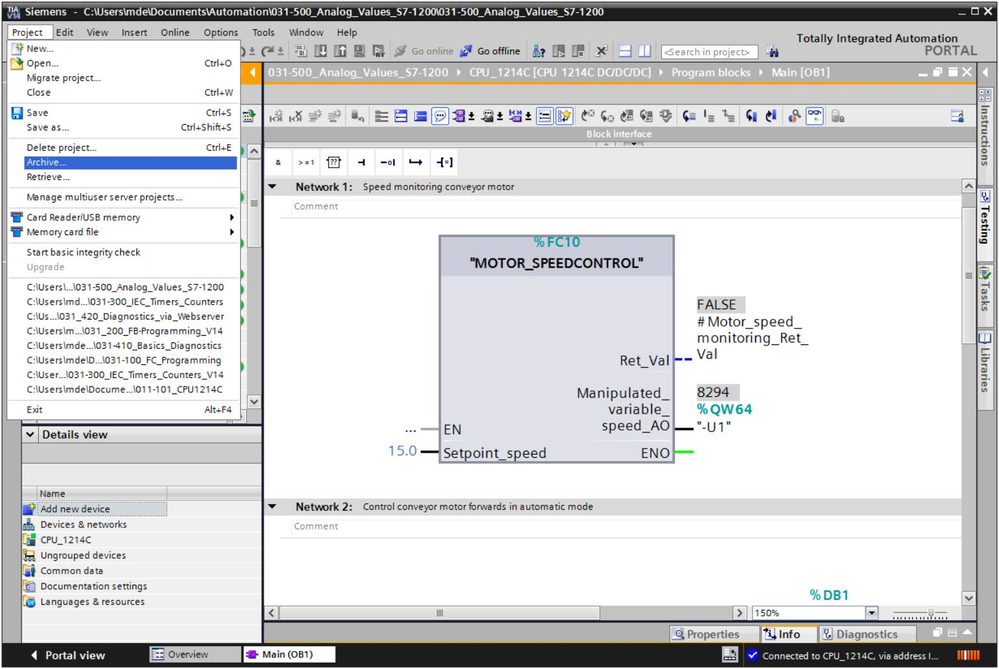 TIA V14 Siemens - C:\Users\mde\Documents\Automation\031-500_Analog_Values_S7-1200\031-500_Analog_Values_S7-1200
Project Edit View Insert Online Options Tools Window Help
Totally Integrated Automation
PORTAL
Go online Go offline <Search in project>
New...
Open... Ctrl+O
Migrate project...
Close Ctrl+W
Save Ctrl+S
Save as... Ctrl+Shift+S
Delete project... Ctrl+E
Archive...
Retrieve...
Manage multiuser server projects...
Card Reader/USB memory
Memory card file
Start basic integrity check
Upgrade
C:\Users\...\031-500_Analog_Values_S7-1200
C:\Users\md...\031-300_IEC_Timers_Counters
C:\Us...\031_420_Diagnostics_via_Webserver
C:\Users\m...\031_200_FB-Programming_V14
C:\Users\mde...\031-410_Basics_Diagnostics
C:\Users\mde\D...\031-100_FC_Programming
C:\User...\031-300_IEC_Timers_Counters_V14
C:\Users\mde\Docume...\011-101_CPU1214C
Exit Alt+F4
Details view
Name
Add new device
Devices & networks
CPU_1214C
Ungrouped devices
Common data
Documentation settings
Languages & resources
031-500_Analog_Values_S7-1200 CPU_1214C [CPU 1214C DC/DC/DC] Program blocks Main [OB1]
Block interface
& >=1 ??
Network 1: Speed monitoring conveyor motor
Comment
%FC10
"MOTOR_SPEEDCONTROL"
FALSE
#Motor_speed_
monitoring_Ret_
Val
Ret_Val
8294
%QW64
"-U1"
Manipulated_
variable_
speed_AO
... EN
15.0 Setpoint_speed ENO
Network 2: Control conveyor motor forwards in automatic mode
Comment
%DB1
150%
Properties Info Diagnostics
Instructions
Testing
Tasks
Libraries
Portal view Overview Main (OB1) Connected to CPU_1214C, via address I...